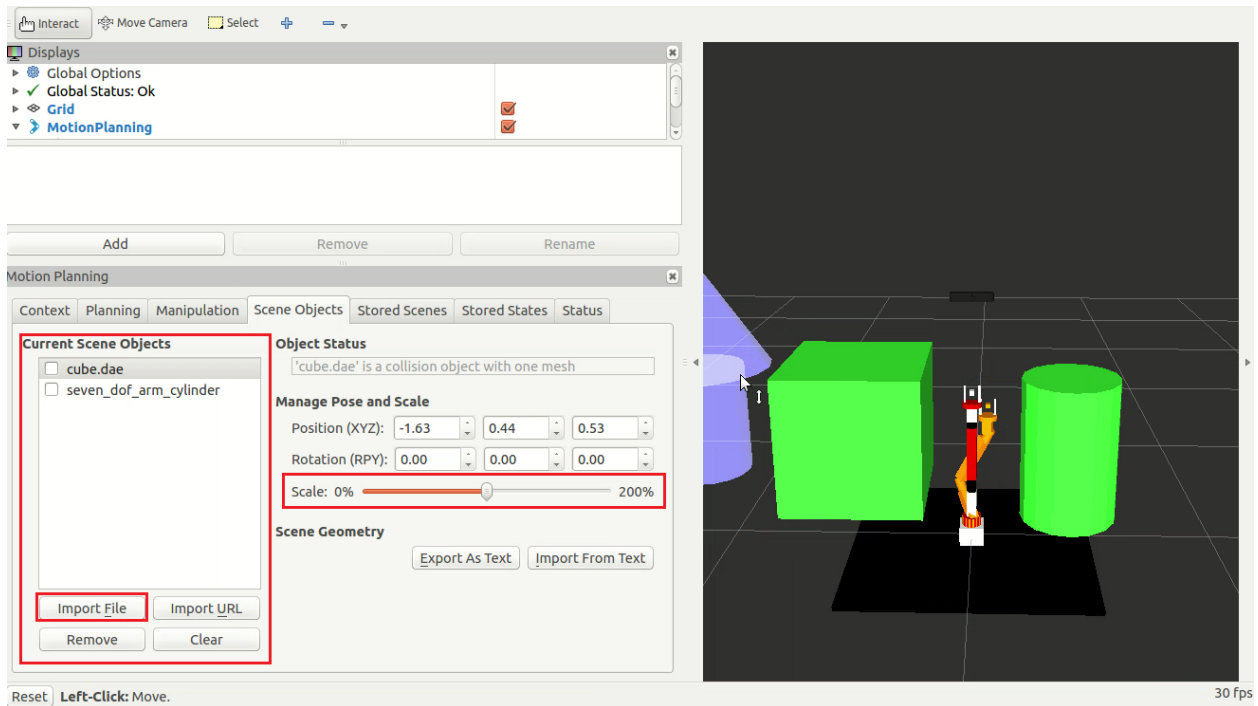 Interact Move Camera Select
Displays
Global Options
Global Status: Ok
Grid
MotionPlanning
Add Remove Rename
Motion Planning
Context Planning Manipulation Scene Objects Stored Scenes Stored States Status
Current Scene Objects
cube.dae
seven_dof_arm_cylinder
Import File Import URL
Remove Clear
Object Status
'cube.dae' is a collision object with one mesh
Manage Pose and Scale
Position (XYZ): -1.63 0.44 0.53
Rotation (RPY): 0.00 0.00 0.00
Scale: 0% 200%
Scene Geometry
Export As Text Import From Text
Reset Left-Click: Move. 30 fps